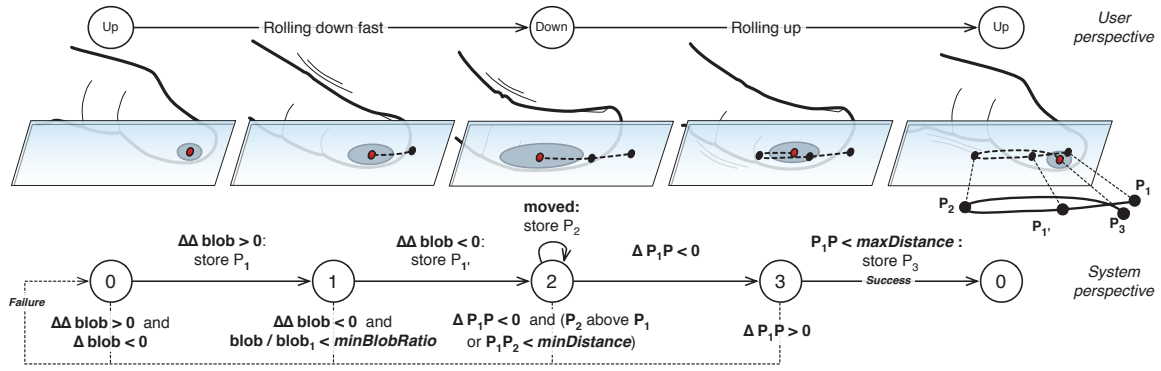 Up Rolling down fast Down Rolling up Up User
perspective
P₁
P₂ P₁' P₃
moved:
store P₂
ΔΔ blob > 0:
store P₁
ΔΔ blob < 0:
store P₁'
Δ P₁P < 0
P₁P < maxDistance :
store P₃
0 1 2 3 Success 0 System
perspective
Failure
ΔΔ blob > 0 and
Δ blob < 0
ΔΔ blob < 0 and
blob / blob₁ < minBlobRatio
Δ P₁P < 0 and (P₂ above P₁
or P₁P₂ < minDistance)
Δ P₁P > 0